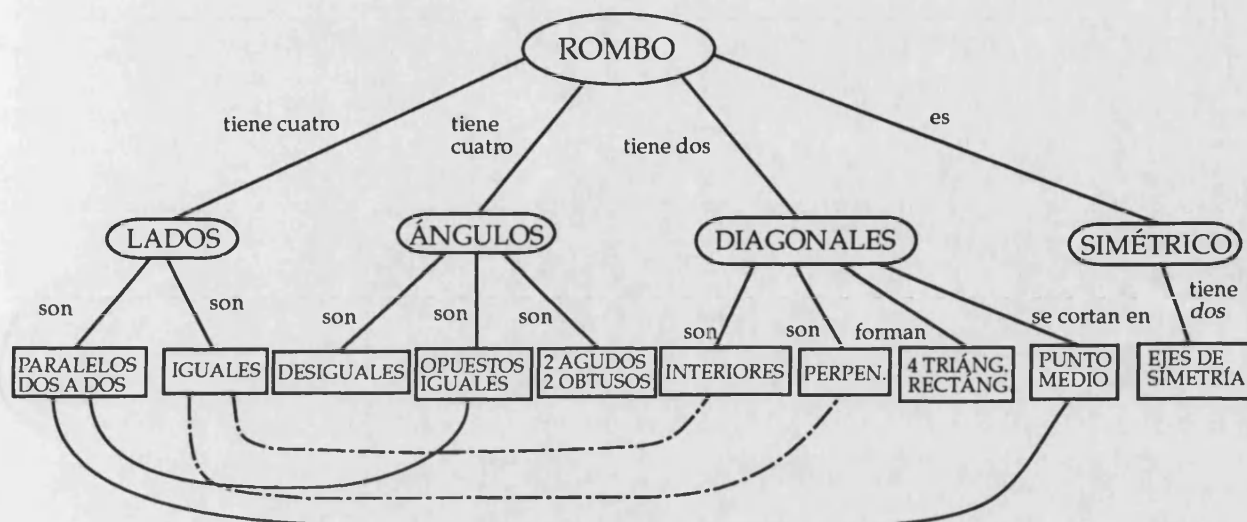 ROMBO
tiene cuatro
tiene
cuatro
tiene dos
es
LADOS
ÁNGULOS
DIAGONALES
SIMÉTRICO
son
son
son
son
son
son
son
forman
se cortan en
tiene
dos
PARALELOS
DOS A DOS
IGUALES
DESIGUALES
OPUESTOS
IGUALES
2 AGUDOS
2 OBTUSOS
INTERIORES
PERPEN.
4 TRIÁNG.
RECTÁNG.
PUNTO
MEDIO
EJES DE
SIMETRÍA